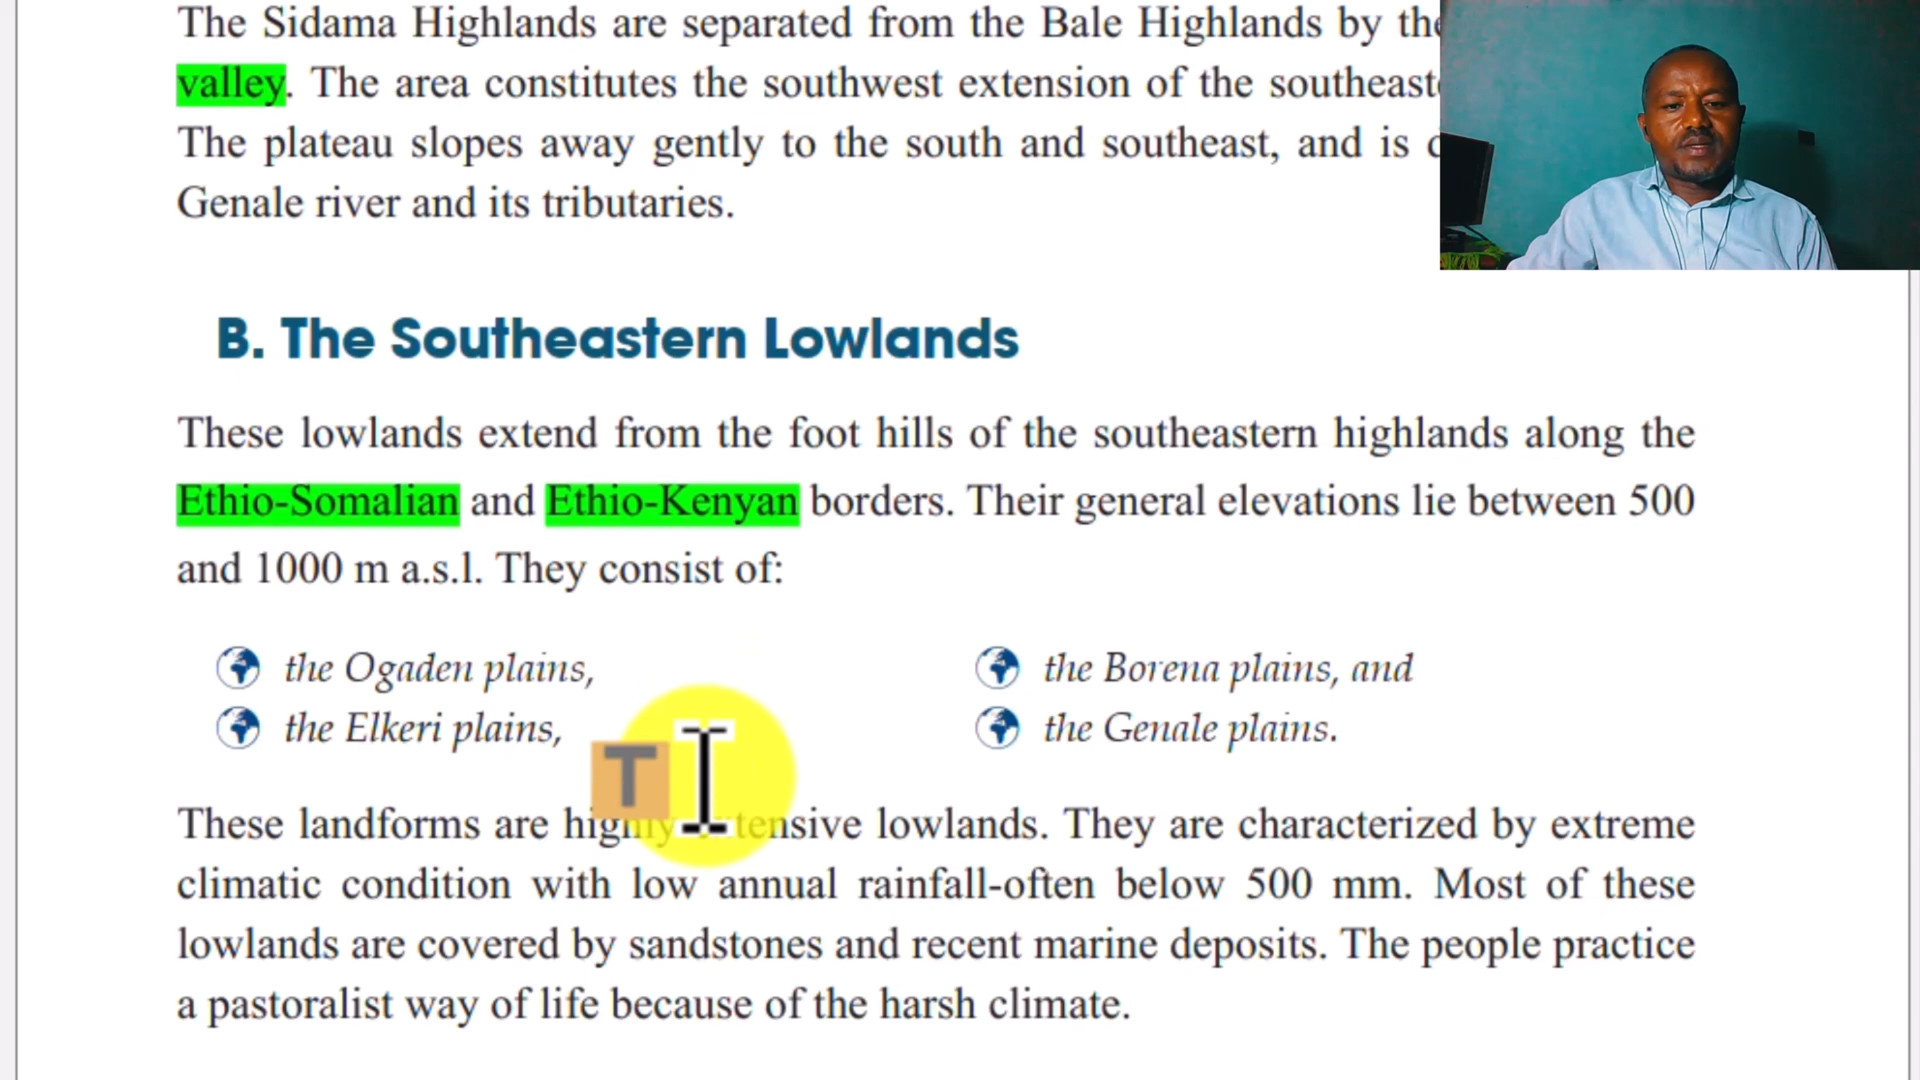 The Sidama Highlands are separated from the Bale Highlands by the
valley. The area constitutes the southwest extension of the
The plateau slopes away gently to the south and southeast, and is
Genale river and its tributaries.
B. The Southeastern Lowlands
These lowlands extend from the foot hills of the southeastern highlands along the
Ethio-Somalian and Ethio-Kenyan borders. Their general elevations lie between 500
and 1000 m a.s.l. They consist of:
the Ogaden plains,
the Elkeri plains,
the Borena plains, and
the Genale plains.
T
These landforms are highly extensive lowlands. They are characterized by extreme
climatic condition with low annual rainfall-often below 500 mm. Most of these
lowlands are covered by sandstones and recent marine deposits. The people practice
a pastoralist way of life because of the harsh climate.